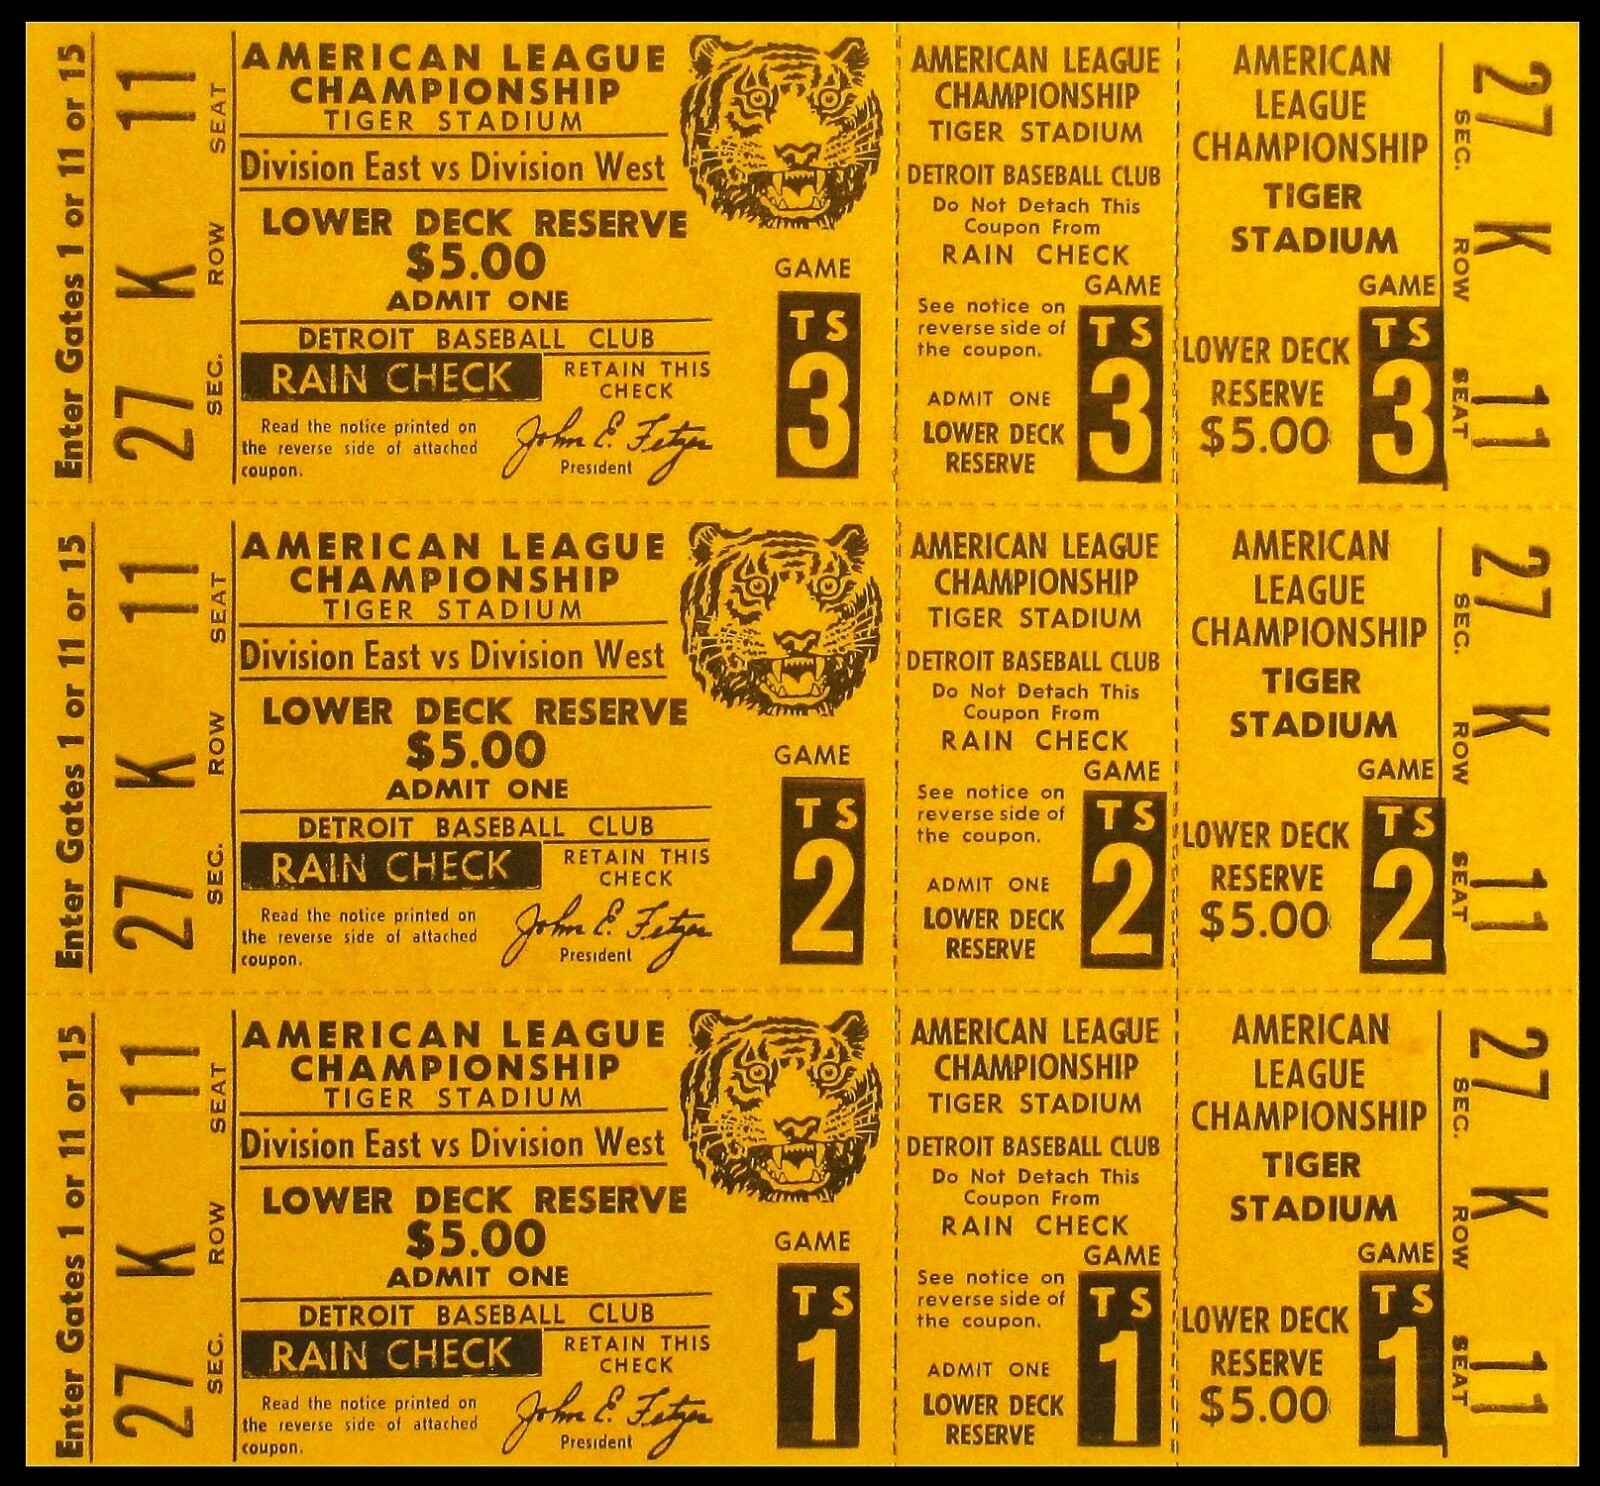 Enter Gates 1 or 11 or 15
27 K 11
SEC. ROW SEAT
AMERICAN LEAGUE
CHAMPIONSHIP
TIGER STADIUM
Division East vs Division West
LOWER DECK RESERVE
$5.00
ADMIT ONE
DETROIT BASEBALL CLUB
RAIN CHECK
RETAIN THIS
CHECK
Read the notice printed on
the reverse side of attached
coupon.
John E. Fetzer
President
GAME
TS
3
AMERICAN LEAGUE
CHAMPIONSHIP
TIGER STADIUM
DETROIT BASEBALL CLUB
Do Not Detach This
Coupon From
RAIN CHECK
GAME
See notice on
reverse side of
the coupon.
TS
3
ADMIT ONE
LOWER DECK
RESERVE
AMERICAN
LEAGUE
CHAMPIONSHIP
TIGER
STADIUM
GAME
TS
3
LOWER DECK
RESERVE
$5.00
SEC. ROW SEAT
27 K 11
Enter Gates 1 or 11 or 15
27 K 11
SEC. ROW SEAT
AMERICAN LEAGUE
CHAMPIONSHIP
TIGER STADIUM
Division East vs Division West
LOWER DECK RESERVE
$5.00
ADMIT ONE
DETROIT BASEBALL CLUB
RAIN CHECK
RETAIN THIS
CHECK
Read the notice printed on
the reverse side of attached
coupon.
John E. Fetzer
President
GAME
TS
2
AMERICAN LEAGUE
CHAMPIONSHIP
TIGER STADIUM
DETROIT BASEBALL CLUB
Do Not Detach This
Coupon From
RAIN CHECK
GAME
See notice on
reverse side of
the coupon.
TS
2
ADMIT ONE
LOWER DECK
RESERVE
AMERICAN
LEAGUE
CHAMPIONSHIP
TIGER
STADIUM
GAME
TS
2
LOWER DECK
RESERVE
$5.00
SEC. ROW SEAT
27 K 11
Enter Gates 1 or 11 or 15
27 K 11
SEC. ROW SEAT
AMERICAN LEAGUE
CHAMPIONSHIP
TIGER STADIUM
Division East vs Division West
LOWER DECK RESERVE
$5.00
ADMIT ONE
DETROIT BASEBALL CLUB
RAIN CHECK
RETAIN THIS
CHECK
Read the notice printed on
the reverse side of attached
coupon.
John E. Fetzer
President
GAME
TS
1
AMERICAN LEAGUE
CHAMPIONSHIP
TIGER STADIUM
DETROIT BASEBALL CLUB
Do Not Detach This
Coupon From
RAIN CHECK
GAME
See notice on
reverse side of
the coupon.
TS
1
ADMIT ONE
LOWER DECK
RESERVE
AMERICAN
LEAGUE
CHAMPIONSHIP
TIGER
STADIUM
GAME
TS
1
LOWER DECK
RESERVE
$5.00
SEC. ROW SEAT
27 K 11